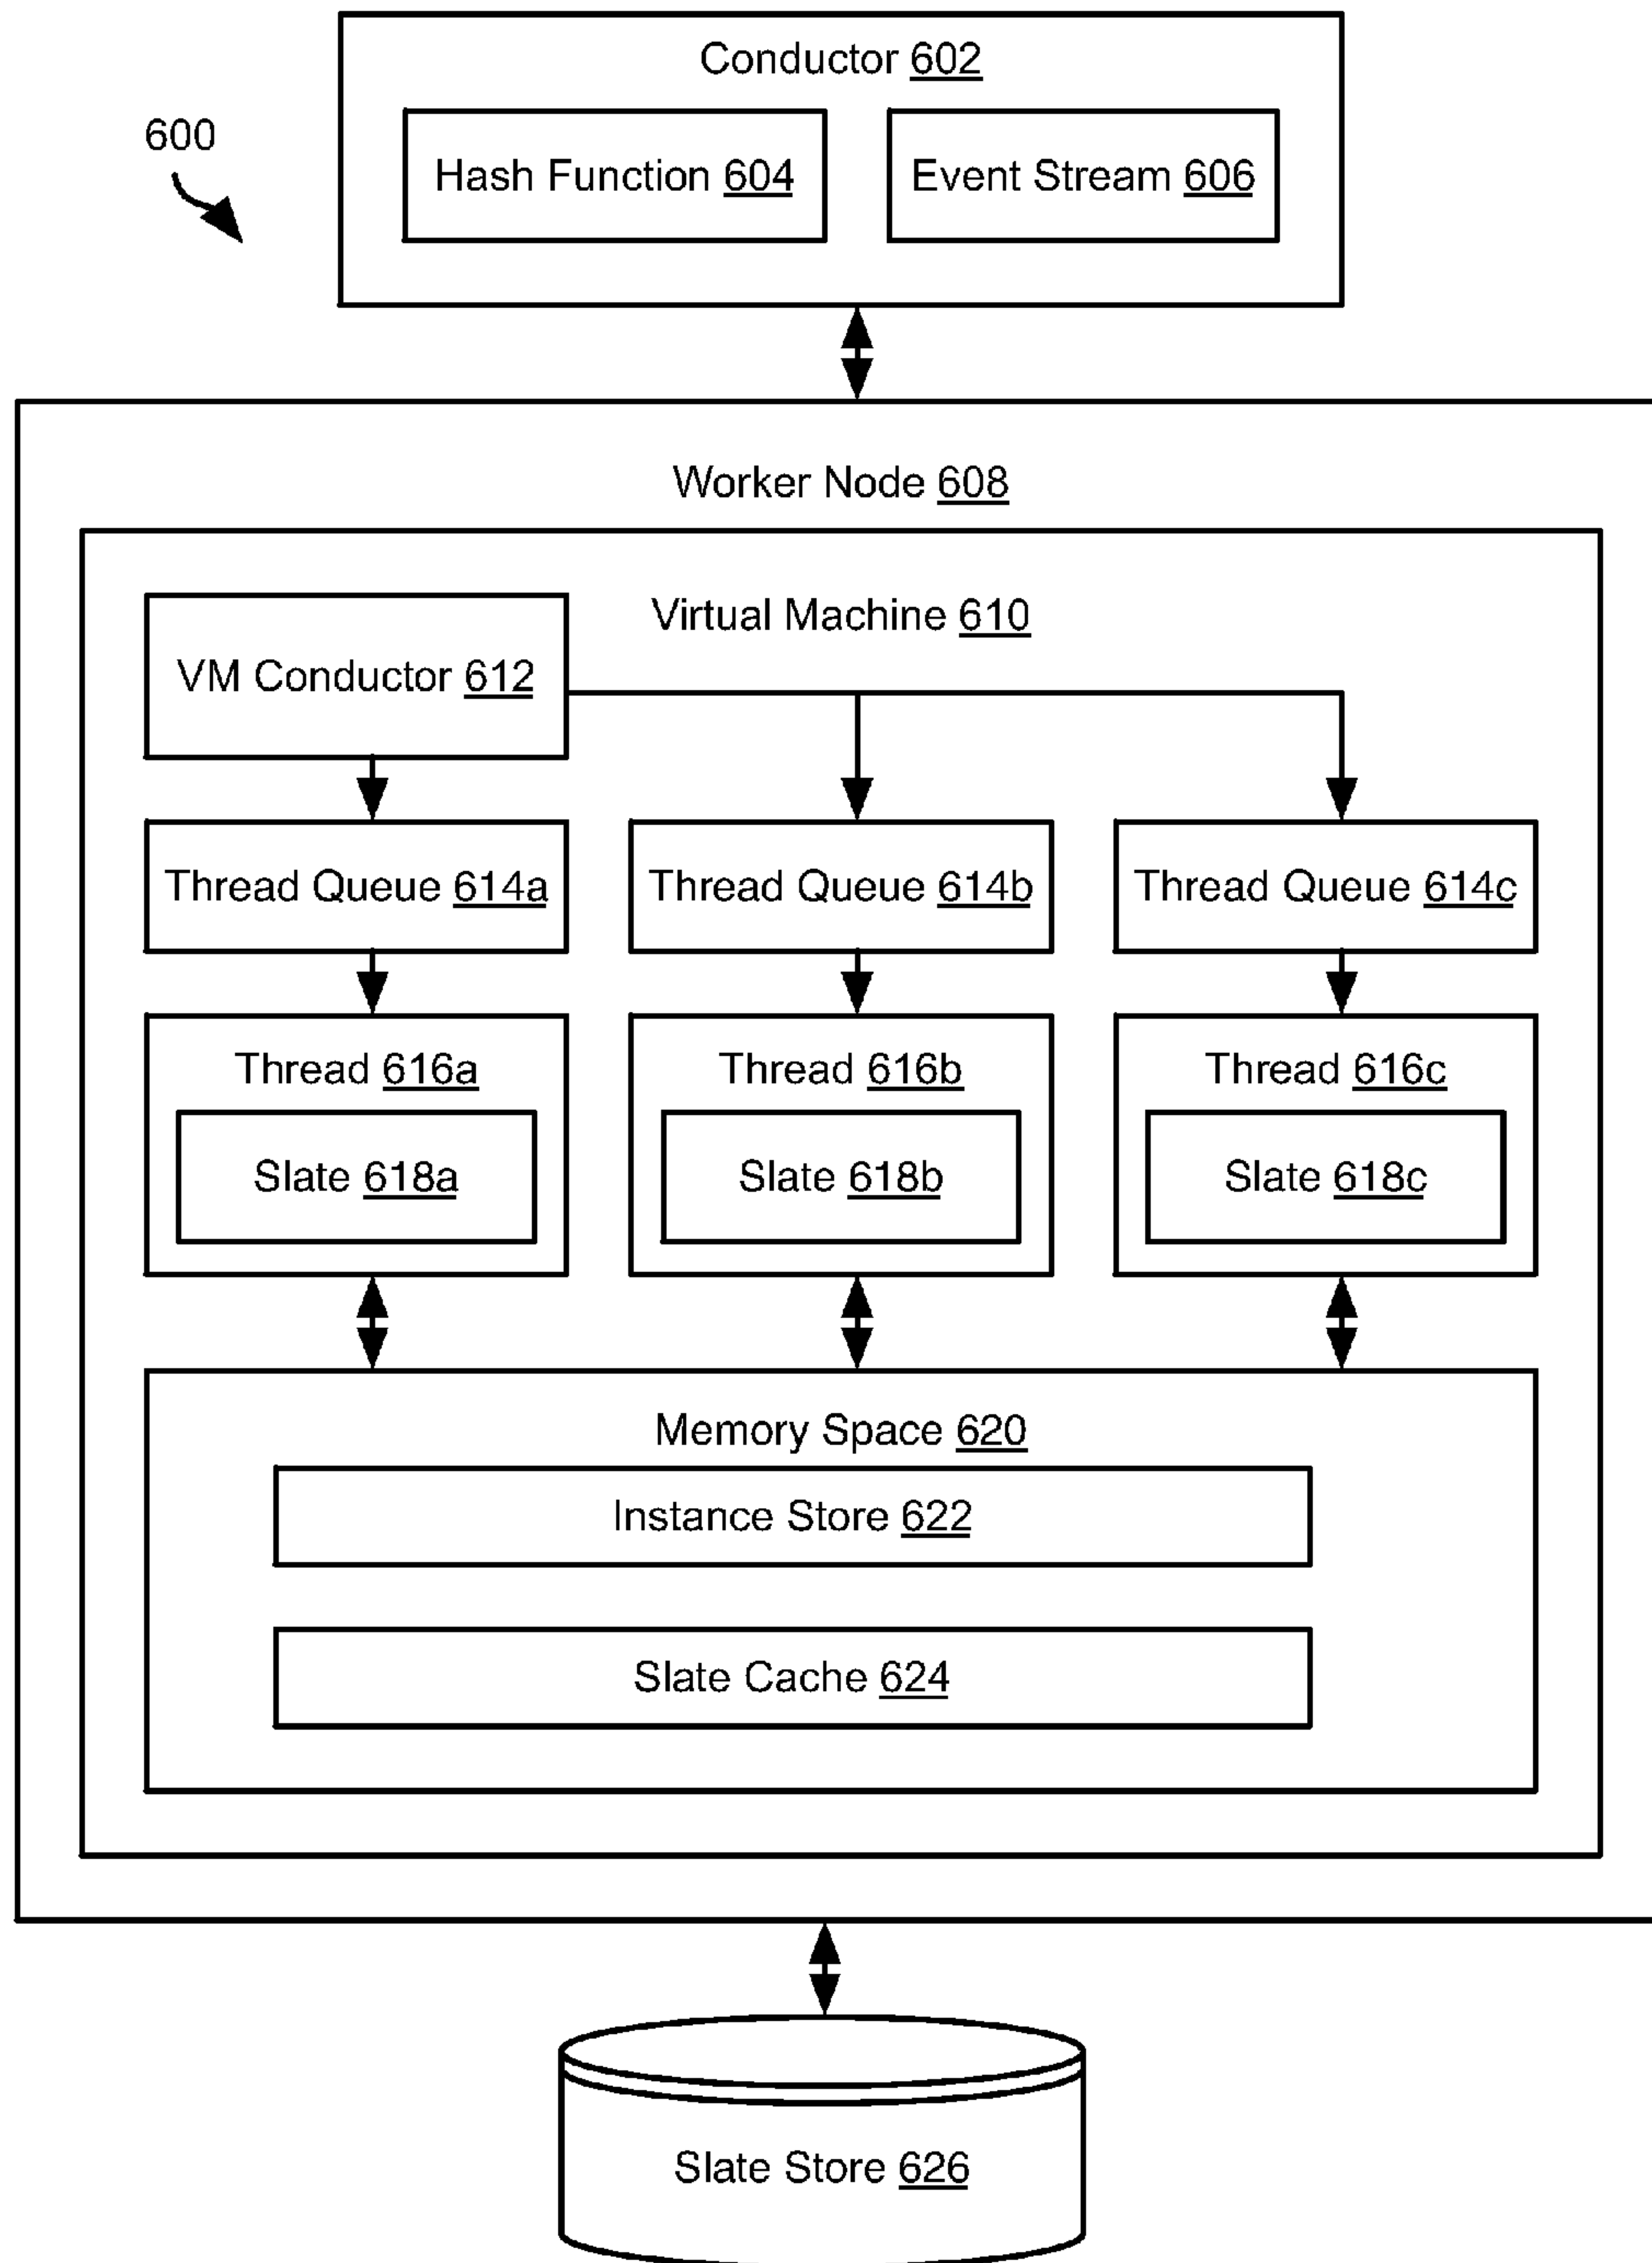 Conductor 602
600
Hash Function 604
Event Stream 606
Worker Node 608
Virtual Machine 610
VM Conductor 612
Thread Queue 614a
Thread Queue 614b
Thread Queue 614c
Thread 616a
Thread 616b
Thread 616c
Slate 618a
Slate 618b
Slate 618c
Memory Space 620
Instance Store 622
Slate Cache 624
Slate Store 626